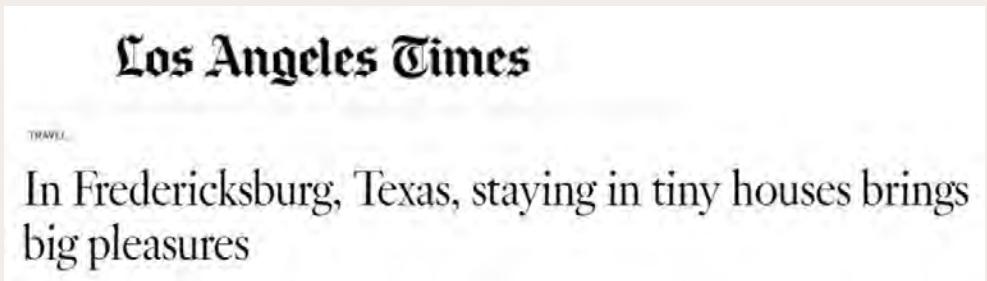 Los Angeles Times
TRAVEL
In Fredericksburg, Texas, staying in tiny houses brings
big pleasures